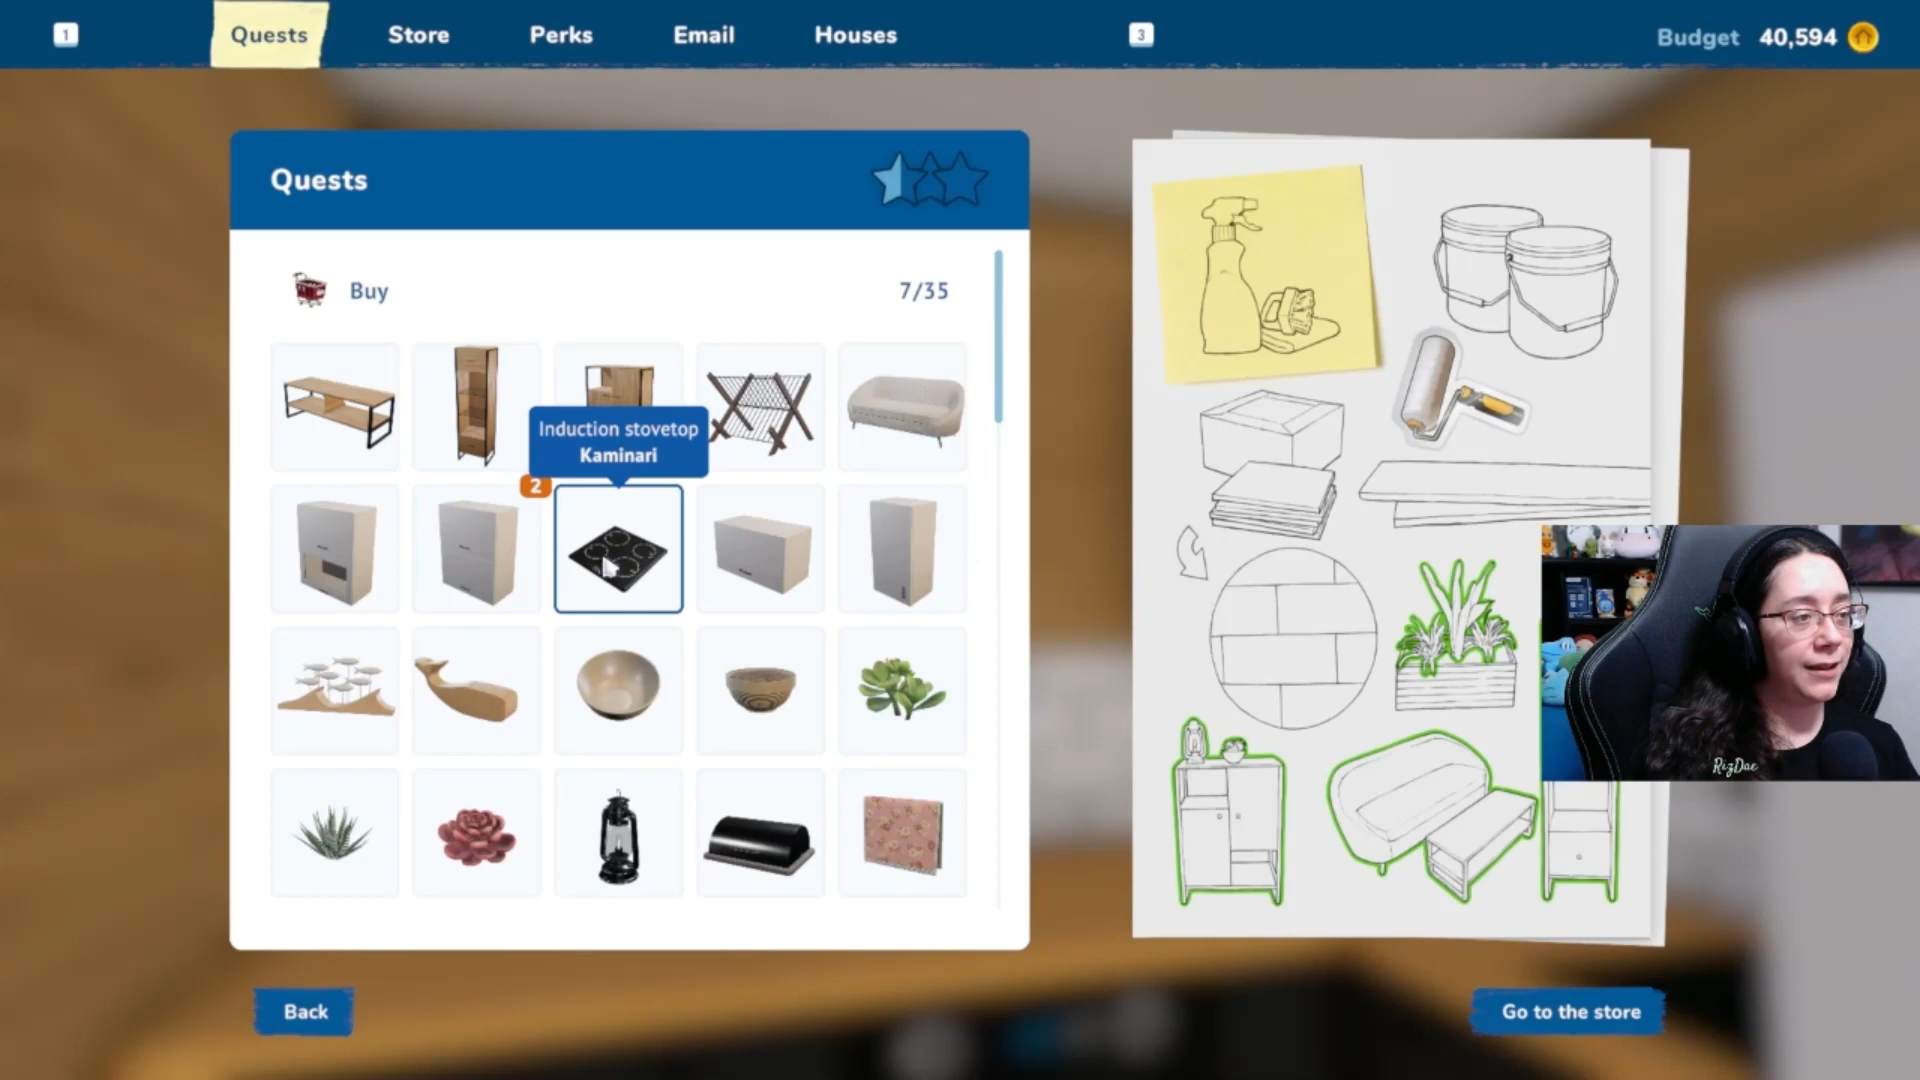 1
Quests
Store
Perks
Email
Houses
3
Budget 40,594
Quests
Buy
7/35
Induction stovetop
Kaminari
2
RizDae
Back
Go to the store